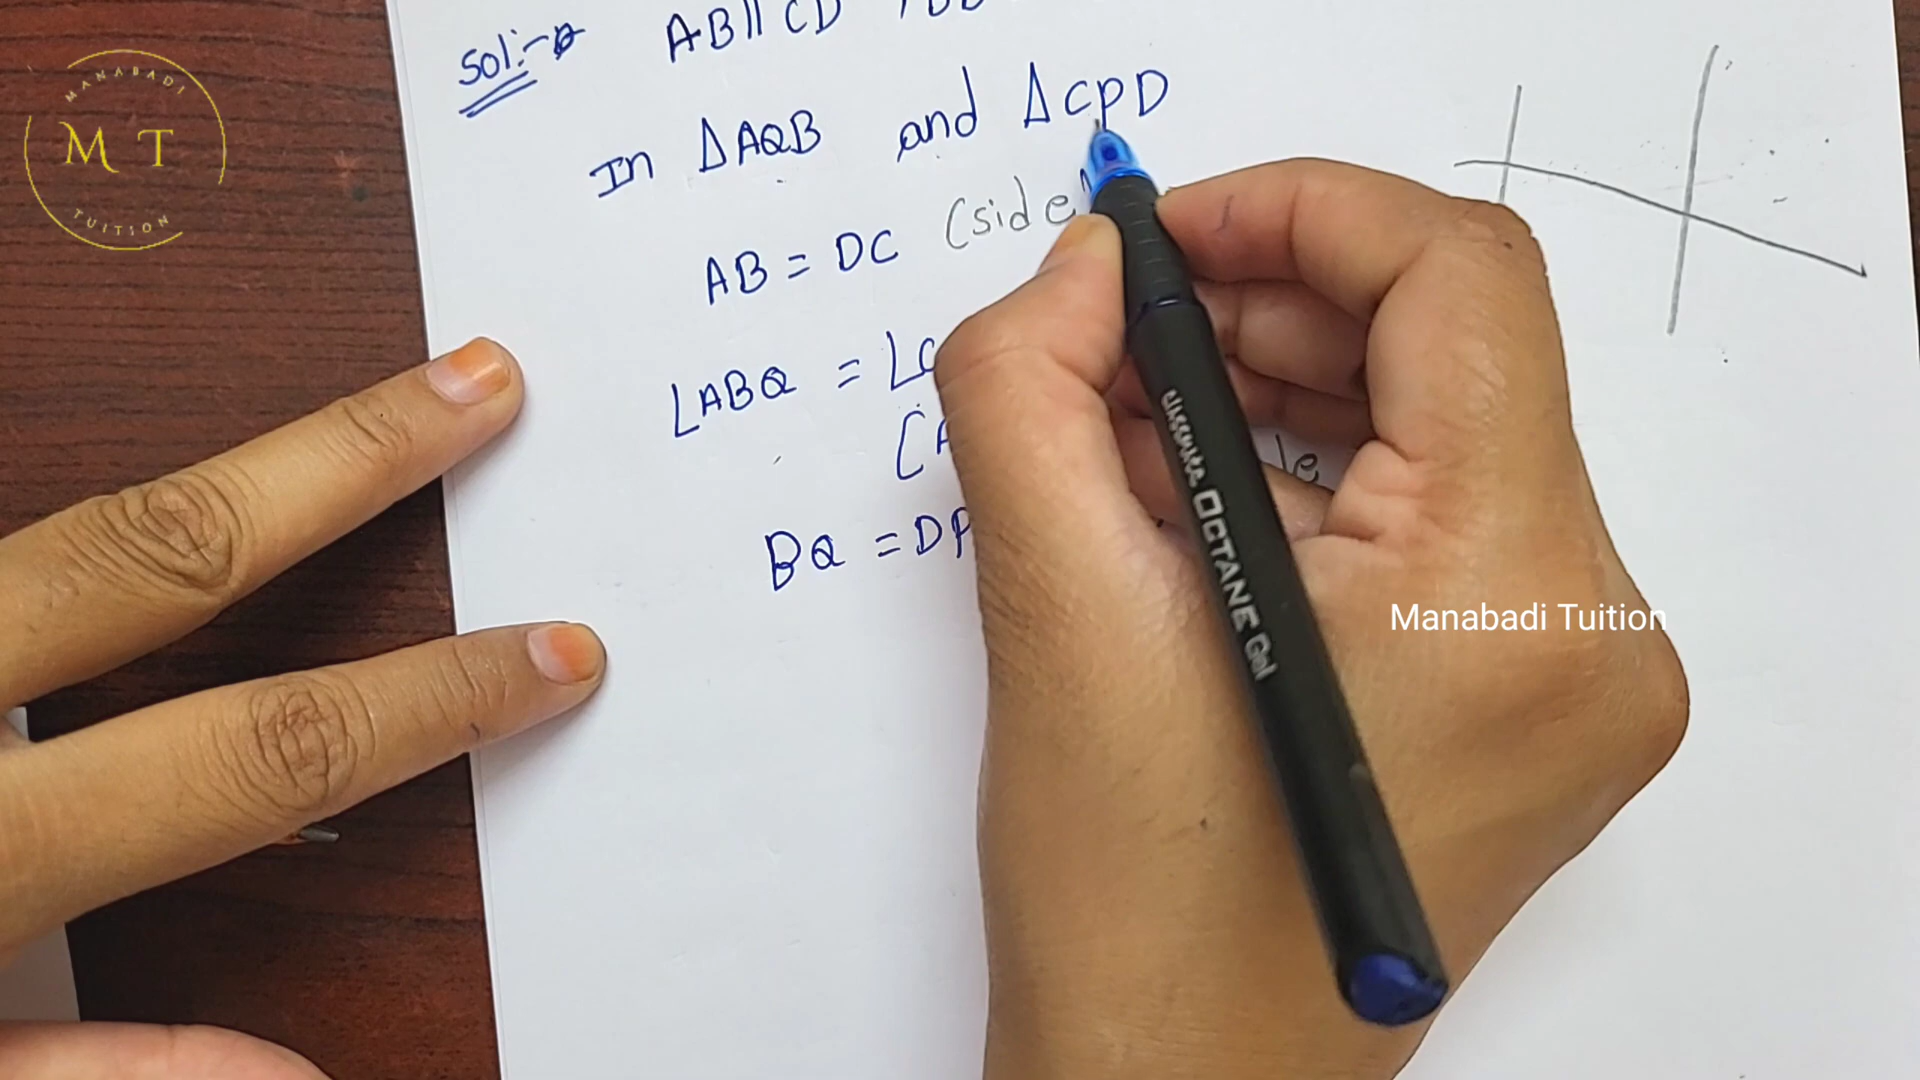 MANABADI
M T
TUITION
Sol:-
AB || CD
In ΔAQB and ΔCPD
AB = DC (side
∠ABQ = ∠C
BQ = DP
Manabadi Tuition
OCTANE Gel